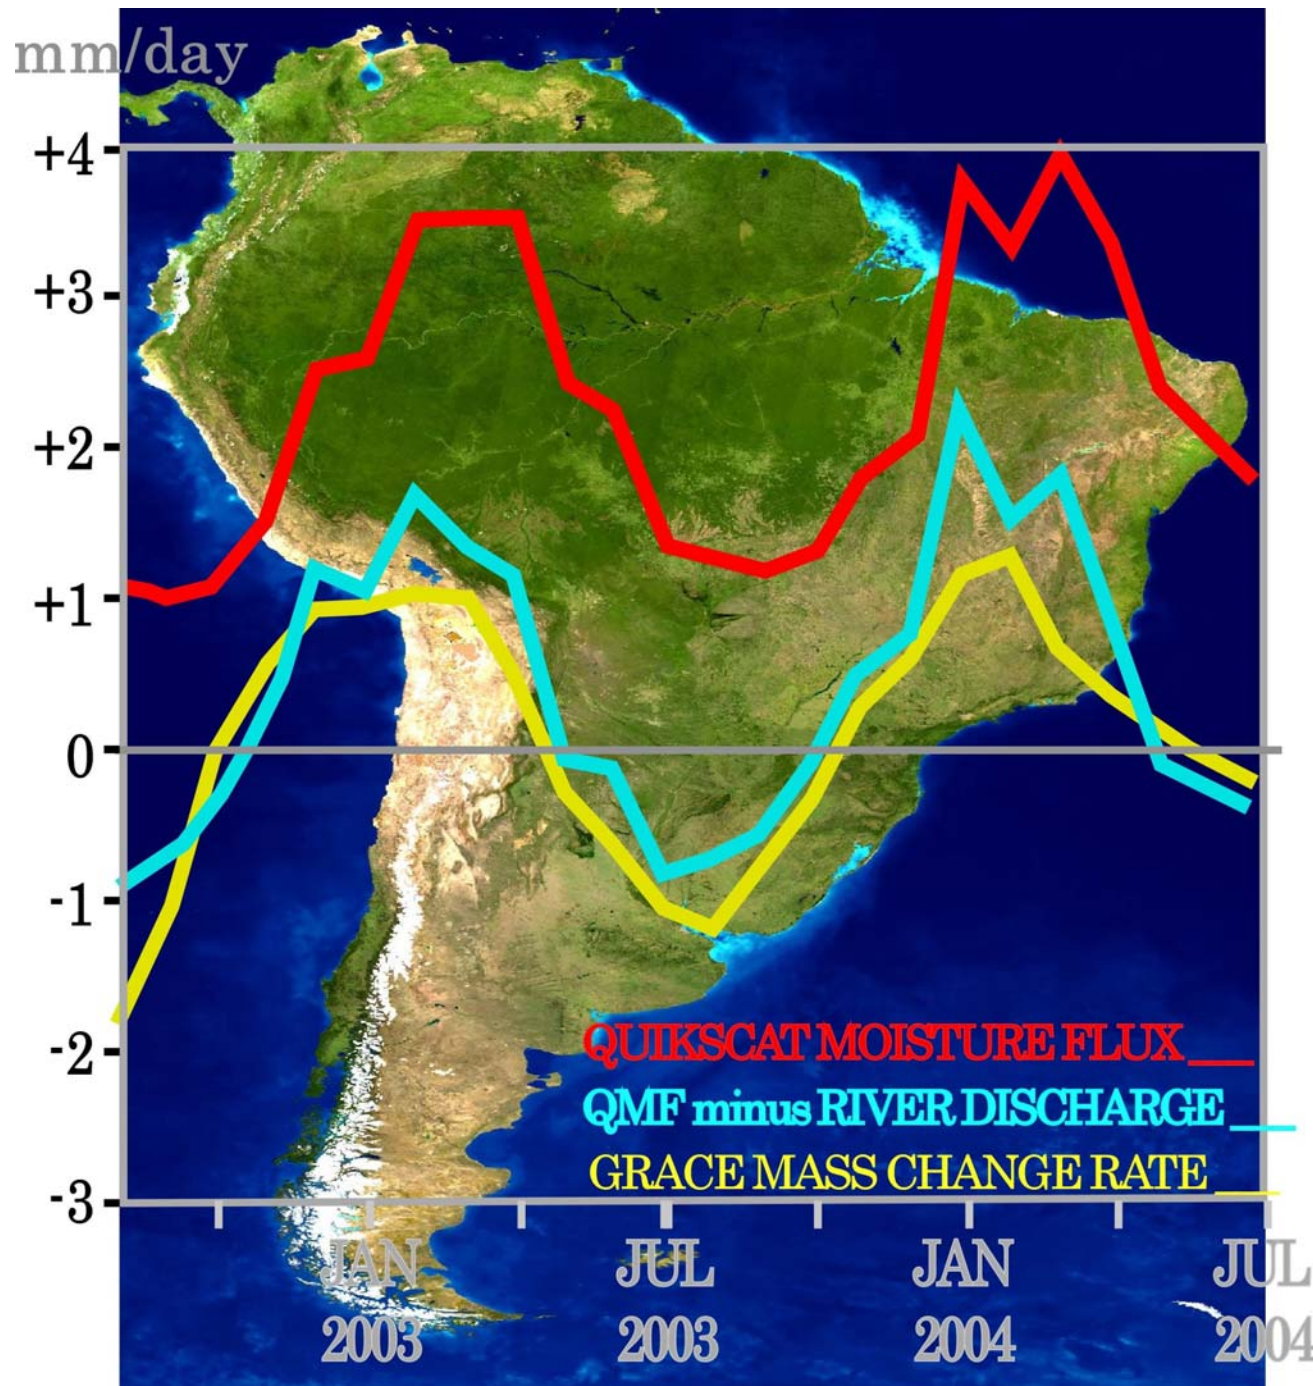 mm/day
+4
+3
+2
+1
0
-1
-2
-3
QUIKSCAT MOISTURE FLUX
QMF minus RIVER DISCHARGE
GRACE MASS CHANGE RATE
JAN JUL JAN JUL
2003 2003 2004 2004